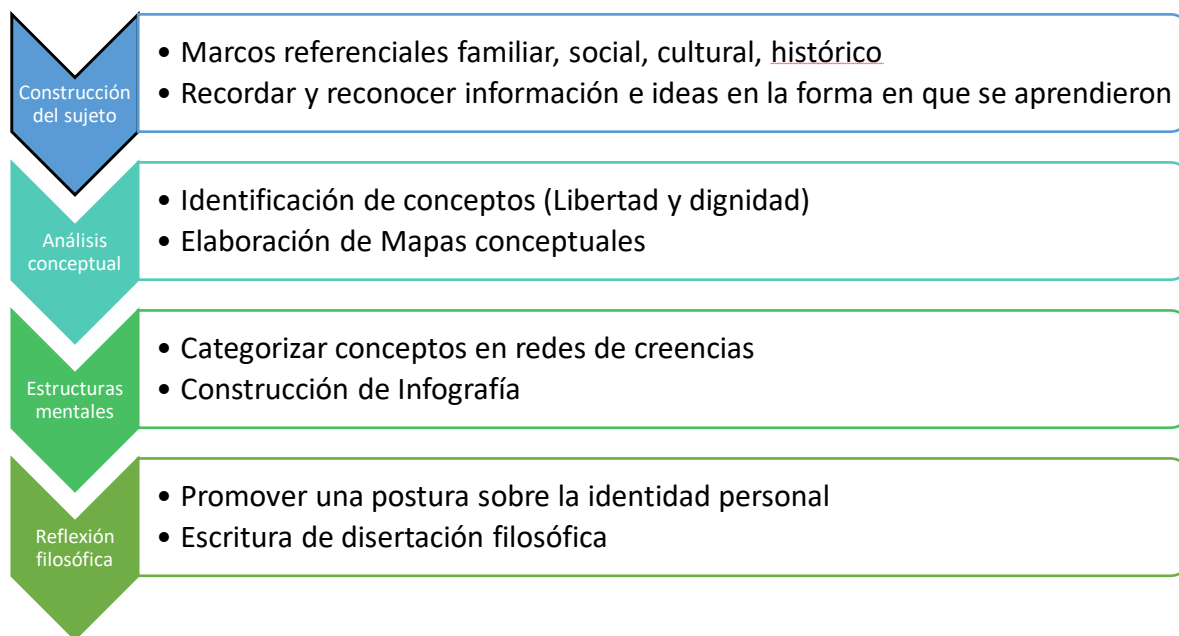 Construcción
del sujeto
• Marcos referenciales familiar, social, cultural, histórico
• Recordar y reconocer información e ideas en la forma en que se aprendieron
Análisis
conceptual
• Identificación de conceptos (Libertad y dignidad)
• Elaboración de Mapas conceptuales
Estructuras
mentales
• Categorizar conceptos en redes de creencias
• Construcción de Infografía
Reflexión
filosófica
• Promover una postura sobre la identidad personal
• Escritura de disertación filosófica